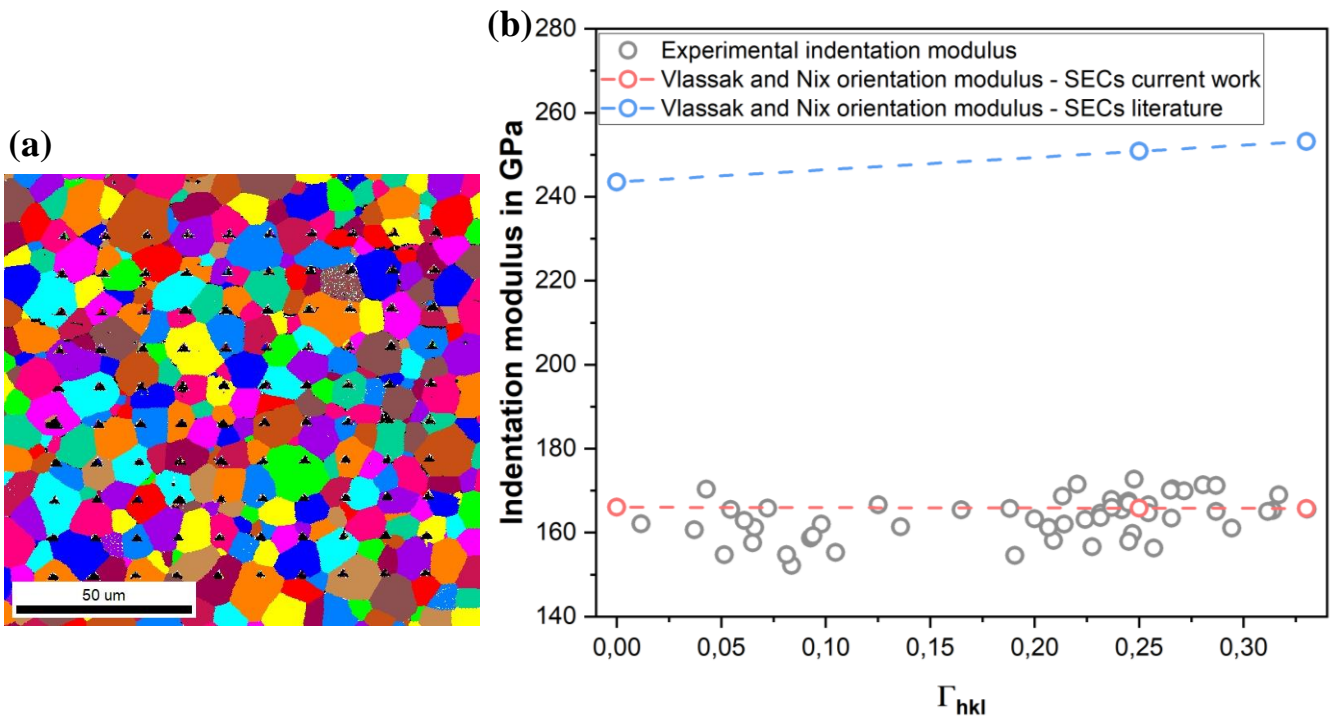 (a)
50 um
(b)
Indentation modulus in GPa
280
260
240
220
200
180
160
140
Experimental indentation modulus
Vlassak and Nix orientation modulus - SECs current work
Vlassak and Nix orientation modulus - SECs literature
0,00 0,05 0,10 0,15 0,20 0,25 0,30
Γhkl